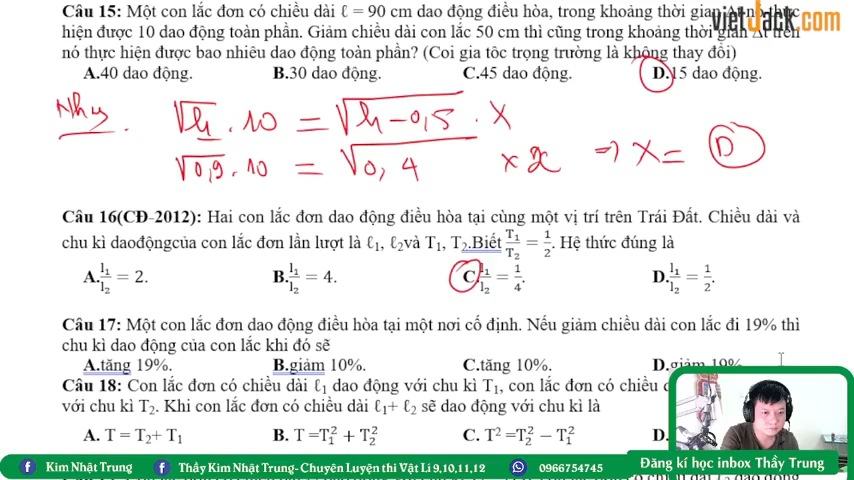 Câu 15: Một con lắc đơn có chiều dài ℓ = 90 cm dao động điều hòa, trong khoảng thời gian Δt nó thực
vietJack
.com
hiện được 10 dao động toàn phần. Giảm chiều dài con lắc 50 cm thì cũng trong khoảng thời gian Δt trên
nó thực hiện được bao nhiêu dao động toàn phần? (Coi gia tôc trọng trường là không thay đổi)
A.40 dao động. B.30 dao động. C.45 dao động. D.15 dao động.
Như √l1 . 10 = √l1 - 0,5 . x
√0,9 . 10 = √0,4 x x => x = D
Câu 16(CĐ-2012): Hai con lắc đơn dao động điều hòa tại cùng một vị trí trên Trái Đất. Chiều dài và
chu kì daođộngcủa con lắc đơn lần lượt là ℓ1, ℓ2và T1, T2.Biết T1/T2 = 1/2. Hệ thức đúng là
A. l1/l2 = 2. B. l1/l2 = 4. C. l1/l2 = 1/4. D. l1/l2 = 1/2.
Câu 17: Một con lắc đơn dao động điều hòa tại một nơi cố định. Nếu giảm chiều dài con lắc đi 19% thì
chu kì dao động của con lắc khi đó sẽ
A.tăng 19%. B.giảm 10%. C.tăng 10%. D.giảm 19%
Câu 18: Con lắc đơn có chiều dài ℓ1 dao động với chu kì T1, con lắc đơn có chiều
với chu kì T2. Khi con lắc đơn có chiều dài ℓ1+ ℓ2 sẽ dao động với chu kì là
A. T = T2+ T1 B. T =T1² + T2² C. T² =T2² − T1² D.
Kim Nhật Trung Thầy Kim Nhật Trung- Chuyên Luyện thi Vật Lí 9,10,11,12 0966754745 Đăng kí học inbox Thầy Trung